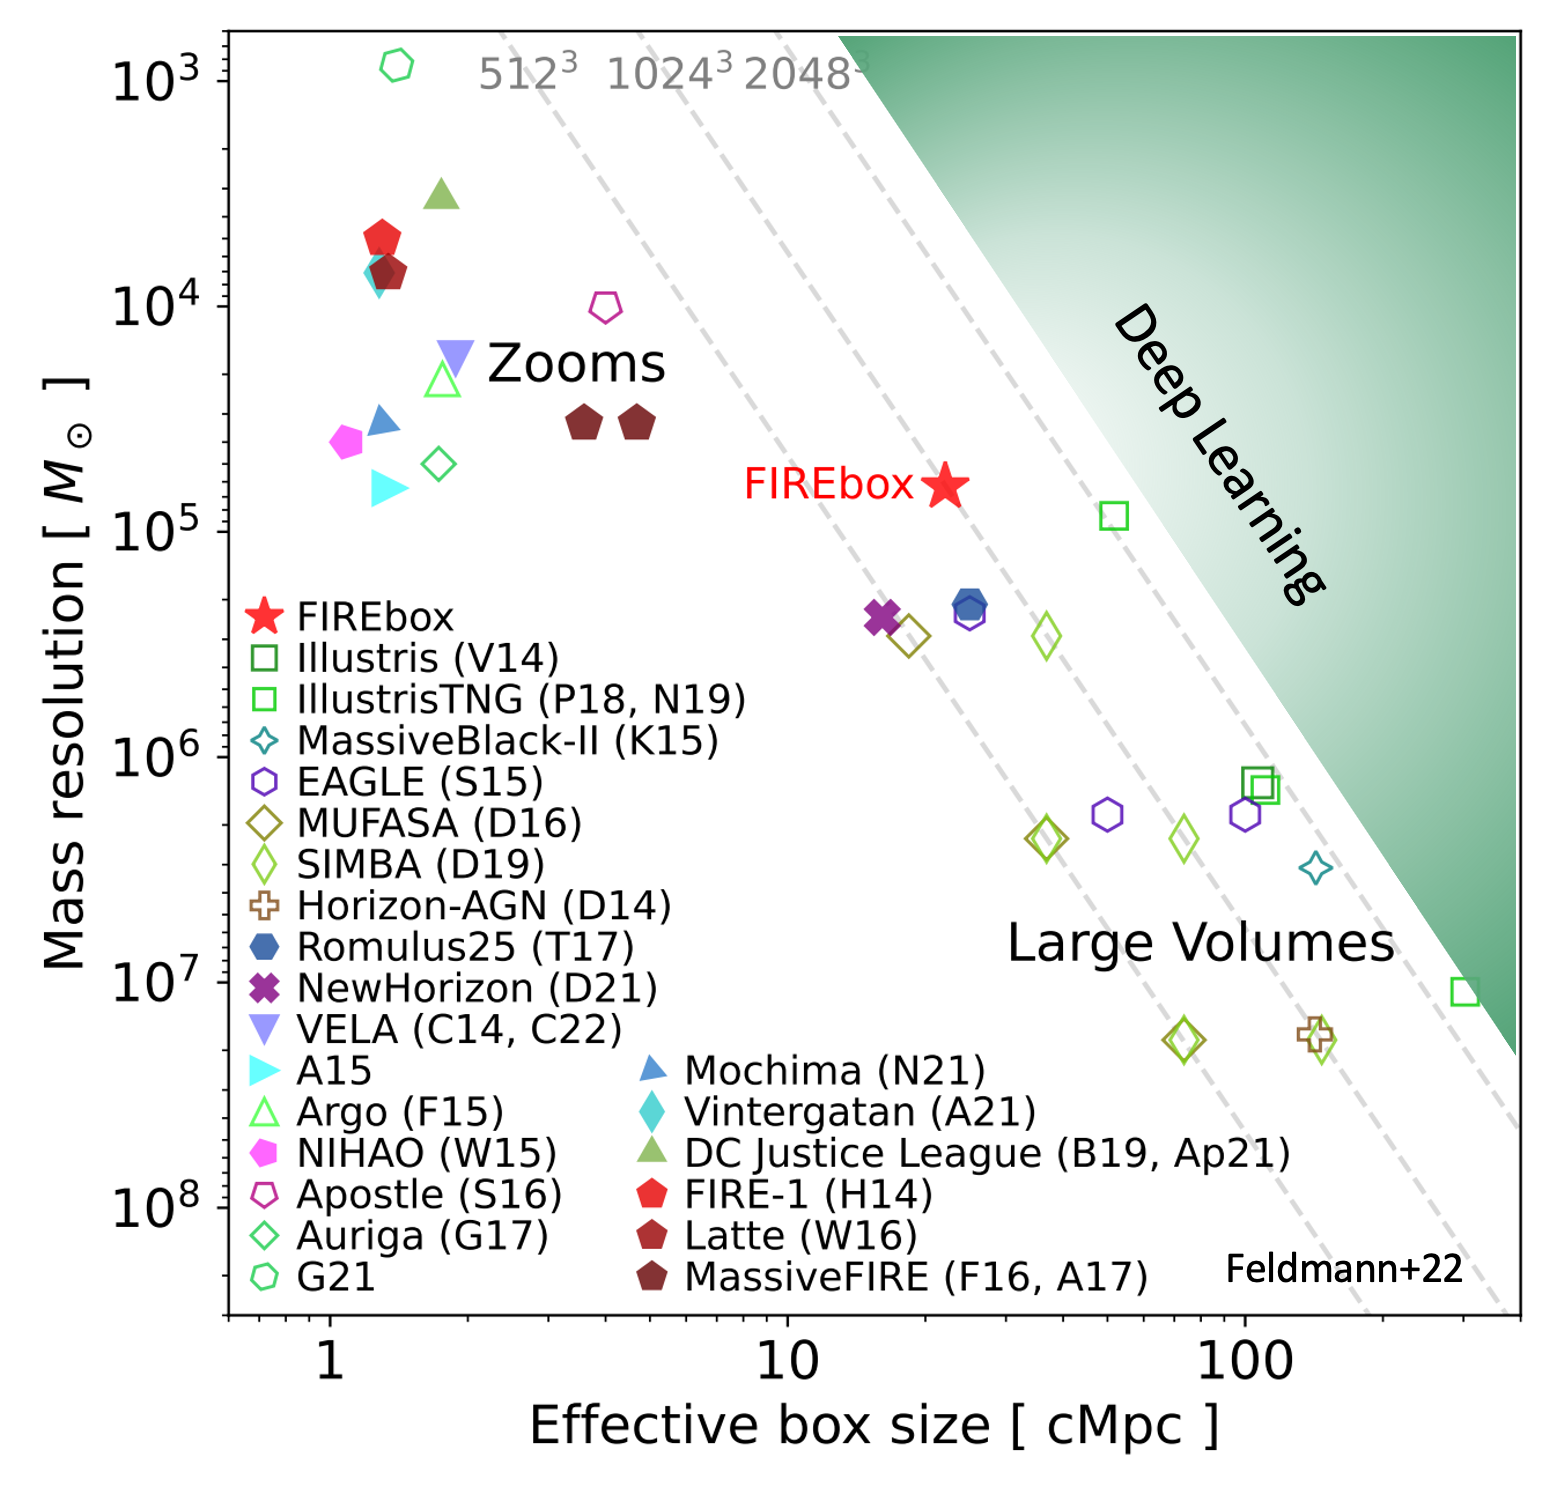 10³
10⁴
10⁵
10⁶
10⁷
10⁸
Mass resolution [ M⊙ ]
512³ 1024³ 2048³
Deep Learning
Zooms
FIREbox
Large Volumes
FIREbox
Illustris (V14)
IllustrisTNG (P18, N19)
MassiveBlack-II (K15)
EAGLE (S15)
MUFASA (D16)
SIMBA (D19)
Horizon-AGN (D14)
Romulus25 (T17)
NewHorizon (D21)
VELA (C14, C22)
A15
Argo (F15)
NIHAO (W15)
Apostle (S16)
Auriga (G17)
G21
Mochima (N21)
Vintergatan (A21)
DC Justice League (B19, Ap21)
FIRE-1 (H14)
Latte (W16)
MassiveFIRE (F16, A17)
Feldmann+22
1 10 100
Effective box size [ cMpc ]